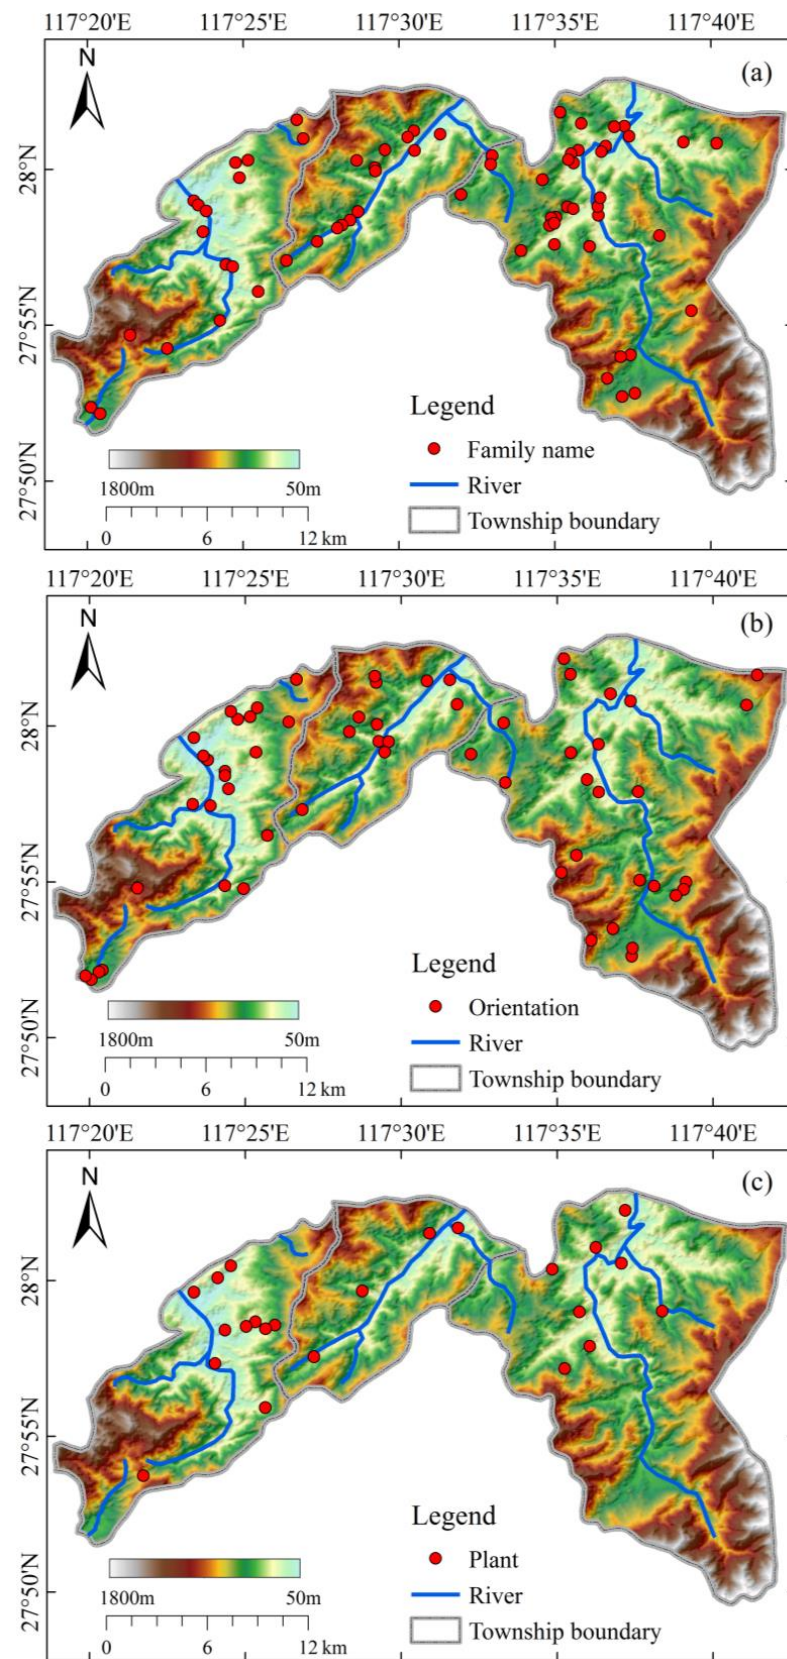 117°20'E 117°25'E 117°30'E 117°35'E 117°40'E
N
(a)
28°N
27°55'N
27°50'N
Legend
Family name
River
Township boundary
1800m 50m
0 6 12 km
117°20'E 117°25'E 117°30'E 117°35'E 117°40'E
N
(b)
28°N
27°55'N
27°50'N
Legend
Orientation
River
Township boundary
1800m 50m
0 6 12 km
117°20'E 117°25'E 117°30'E 117°35'E 117°40'E
N
(c)
28°N
27°55'N
27°50'N
Legend
Plant
River
Township boundary
1800m 50m
0 6 12 km